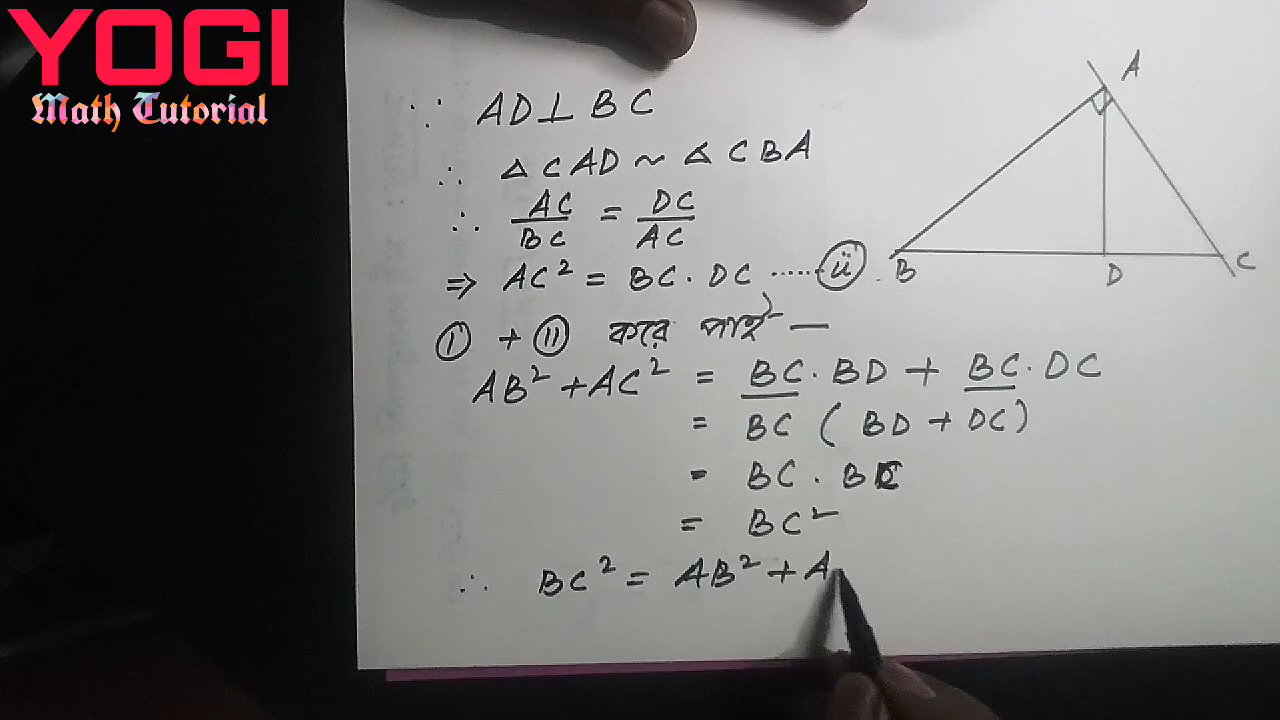 YOGI
Math Tutorial
∵ AD⊥BC
∴ △CAD ~ △CBA
∴ AC/BC = DC/AC
⇒ AC² = BC · DC ...... (ii)
(i) + (ii) করে পাই —
AB² + AC² = BC · BD + BC · DC
= BC (BD + DC)
= BC · BC
= BC²
∴ BC² = AB² + A
A
B
D
C